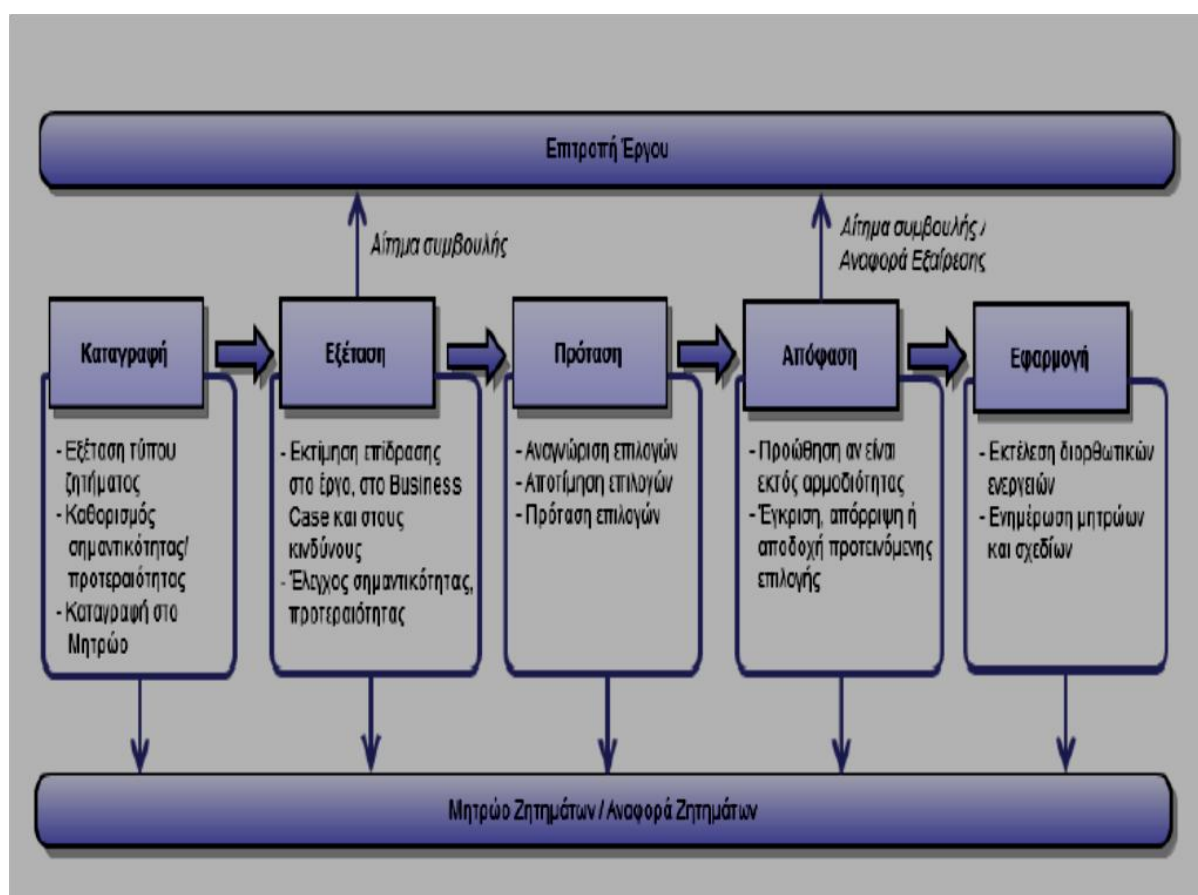 Επιτροπή Έργου
Αίτημα συμβουλής
Αίτημα συμβουλής /
Αναφορά Εξαίρεσης
Καταγραφή
- Εξέταση τύπου
ζητήματος
- Καθορισμός
σημαντικότητας/
προτεραιότητας
- Καταγραφή στο
Μητρώο
Εξέταση
- Εκτίμηση επίδρασης
στο έργο, στο Business
Case και στους
κινδύνους
- Έλεγχος σημαντικότητας,
προτεραιότητας
Πρόταση
- Αναγνώριση επιλογών
- Αποτίμηση επιλογών
- Πρόταση επιλογών
Απόφαση
- Προώθηση αν είναι
εκτός αρμοδιότητας
- Έγκριση, απόρριψη ή
αποδοχή προτεινόμενης
επιλογής
Εφαρμογή
- Εκτέλεση διορθωτικών
ενεργειών
- Ενημέρωση μητρώων
και σχεδίων
Μητρώο Ζητημάτων / Αναφορά Ζητημάτων